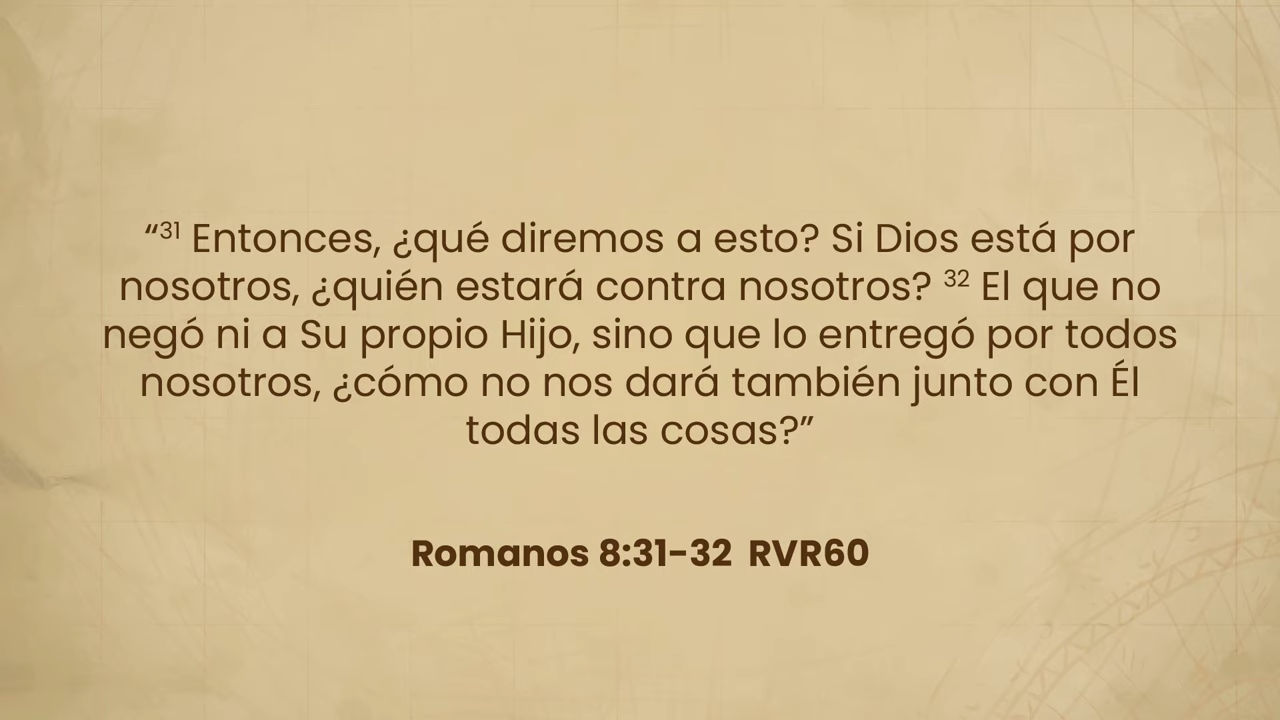 “31 Entonces, ¿qué diremos a esto? Si Dios está por
nosotros, ¿quién estará contra nosotros? 32 El que no
negó ni a Su propio Hijo, sino que lo entregó por todos
nosotros, ¿cómo no nos dará también junto con Él
todas las cosas?”
Romanos 8:31-32 RVR60